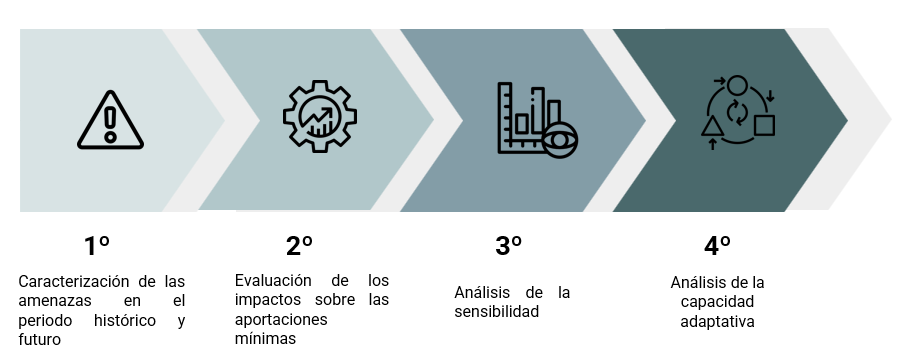 1º
Caracterización de las
amenazas en el
periodo histórico y
futuro
2º
Evaluación de los
impactos sobre las
aportaciones
mínimas
3º
Análisis de la
sensibilidad
4º
Análisis de la
capacidad
adaptativa